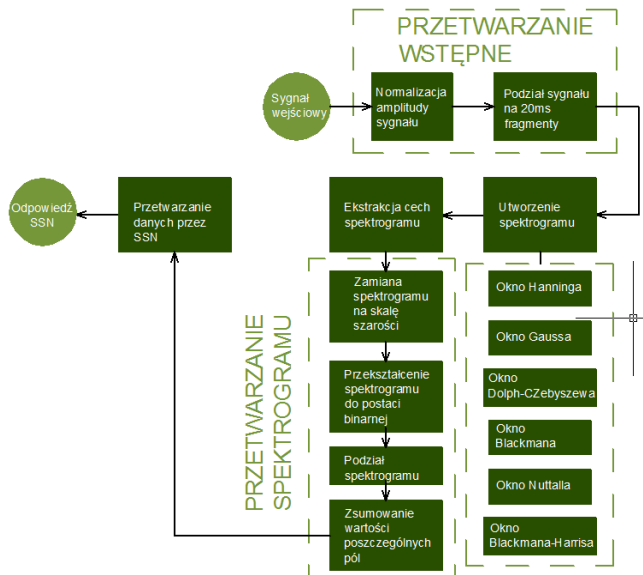 PRZETWARZANIE
WSTĘPNE
Sygnał
wejściowy
Normalizacja
amplitudy
sygnału
Podział sygnału
na 20ms
fragmenty
Odpowiedź
SSN
Przetwarzanie
danych przez
SSN
Ekstrakcja cech
spektrogramu
Utworzenie
spektrogramu
PRZETWARZANIE
SPEKTROGRAMU
Zamiana
spektrogramu
na skalę
szarości
Przekształcenie
spektrogramu
do postaci
binarnej
Podział
spektrogramu
Zsumowanie
wartości
poszczególnych
pól
Okno Hanninga
Okno Gaussa
Okno
Dolph-CZebyszewa
Okno
Blackmana
Okno Nuttalla
Okno
Blackmana-Harrisa